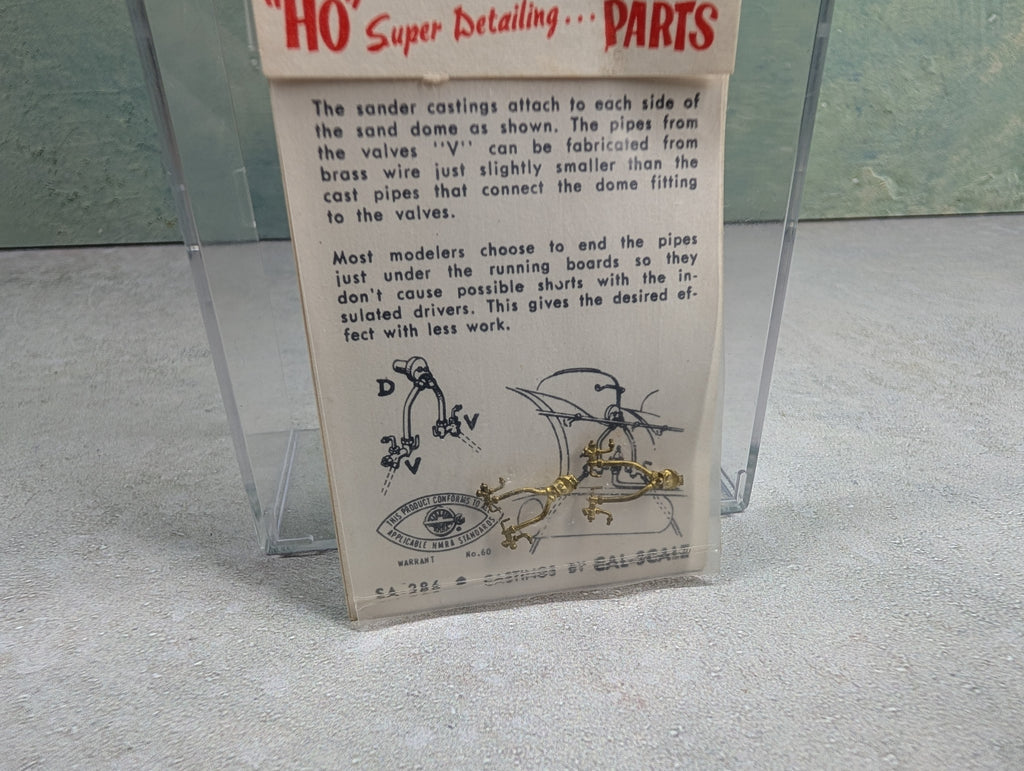 "HO" Super Detailing... PARTS
The sander castings attach to each side of
the sand dome as shown. The pipes from
the valves "V" can be fabricated from
brass wire just slightly smaller than the
cast pipes that connect the dome fitting
to the valves.
Most modelers choose to end the pipes
just under the running boards so they
don't cause possible shorts with the in-
sulated drivers. This gives the desired ef-
fect with less work.
D
V
V
THIS PRODUCT CONFORMS TO
APPLICABLE NMRA STANDARDS
WARRANT No.60
SA-286 • CASTINGS BY CAL-SCALE